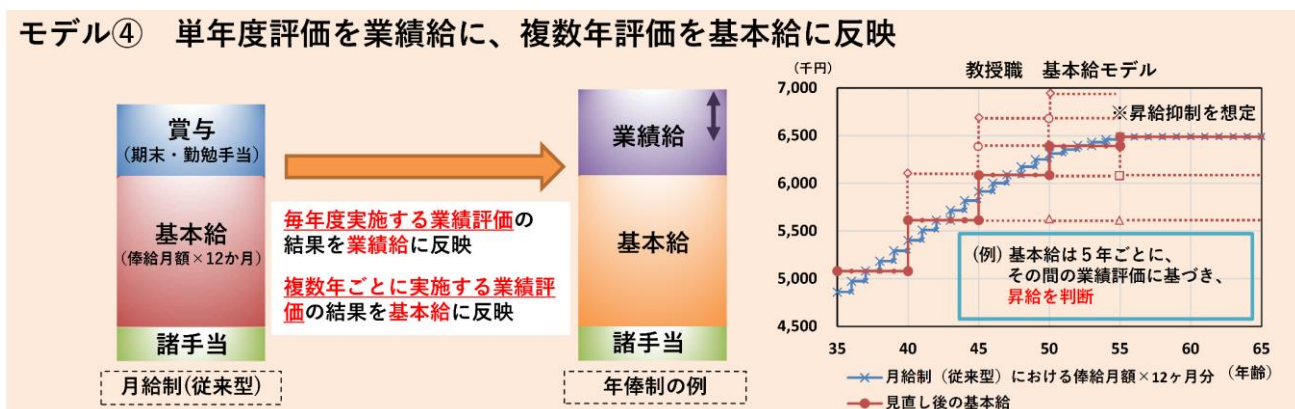 モデル④　単年度評価を業績給に、複数年評価を基本給に反映
賞与
(期末・勤勉手当)
基本給
(俸給月額×12か月)
諸手当
月給制(従来型)
毎年度実施する業績評価の
結果を業績給に反映
複数年ごとに実施する業績評
価の結果を基本給に反映
業績給
基本給
諸手当
年俸制の例
(千円)
教授職　基本給モデル
7,000
6,500
6,000
5,500
5,000
4,500
※昇給抑制を想定
(例) 基本給は５年ごとに、
その間の業績評価に基づき、
昇給を判断
35 40 45 50 55 60 65
(年齢)
月給制（従来型）における俸給月額×12ヶ月分
見直し後の基本給